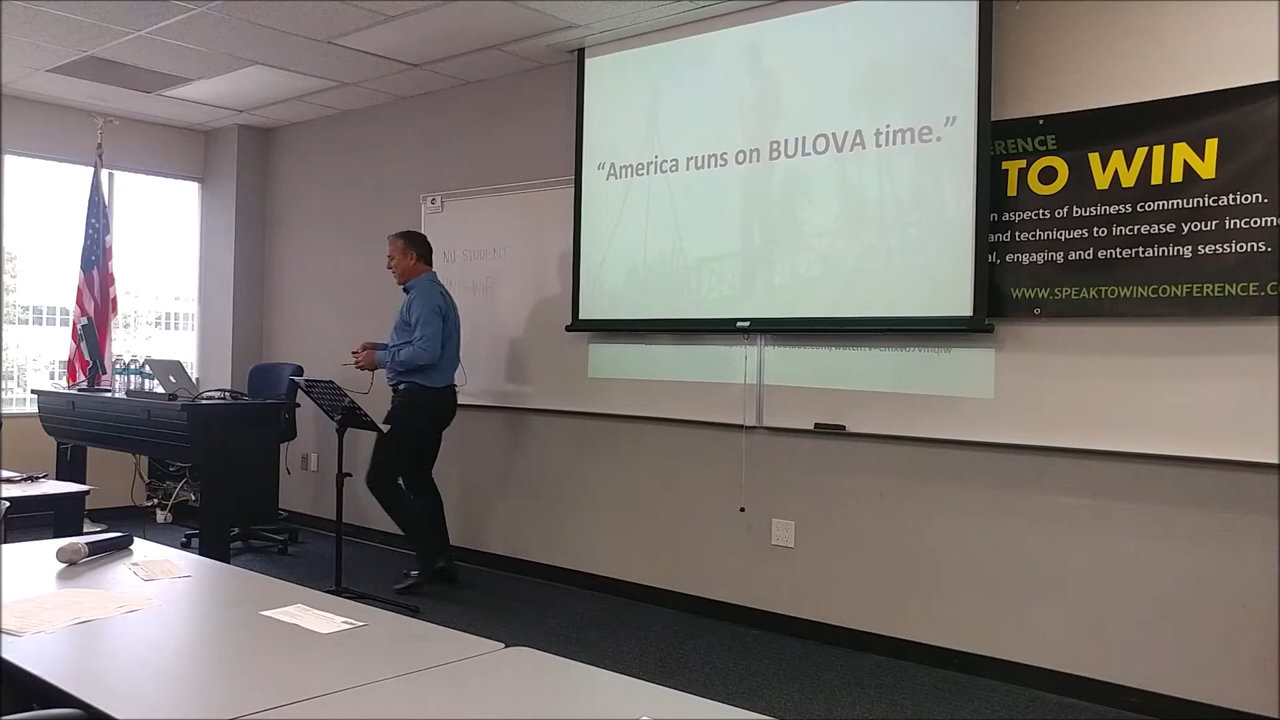 “America runs on BULOVA time.”
ERENCE
TO WIN
n aspects of business communication.
and techniques to increase your incom
al, engaging and entertaining sessions.
WWW.SPEAKTOWINCONFERENCE.C
NU-STUDENT